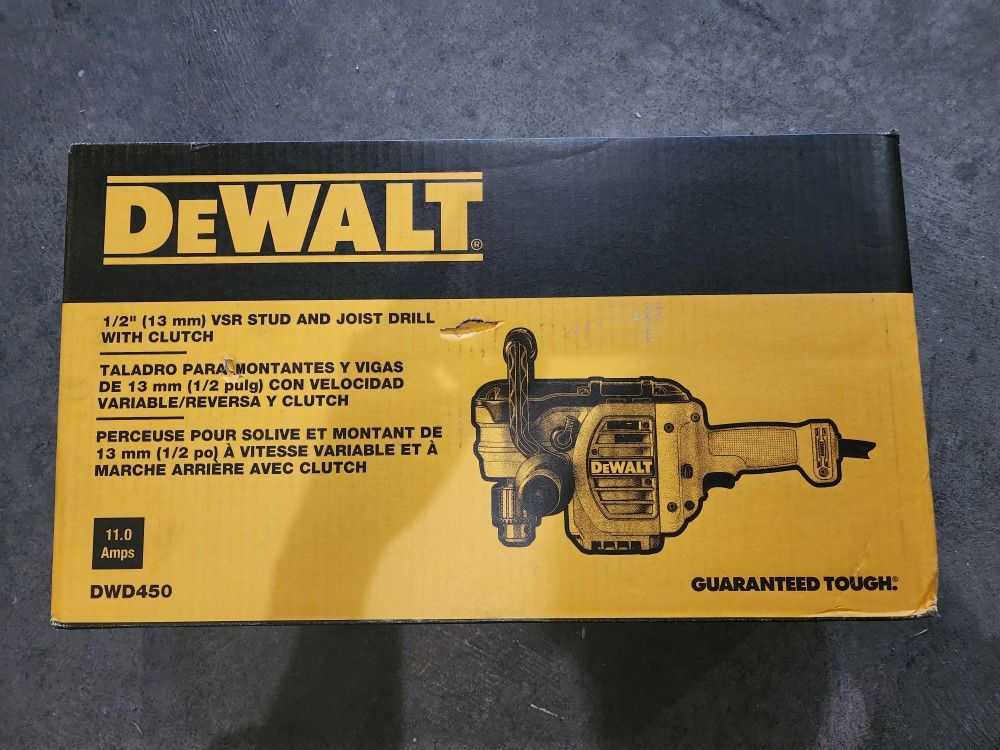 DEWALT®
1/2" (13 mm) VSR STUD AND JOIST DRILL
WITH CLUTCH
TALADRO PARA MONTANTES Y VIGAS
DE 13 mm (1/2 pulg) CON VELOCIDAD
VARIABLE/REVERSA Y CLUTCH
PERCEUSE POUR SOLIVE ET MONTANT DE
13 mm (1/2 po) À VITESSE VARIABLE ET À
MARCHE ARRIÈRE AVEC CLUTCH
DEWALT
11.0
Amps
DWD450
GUARANTEED TOUGH.®